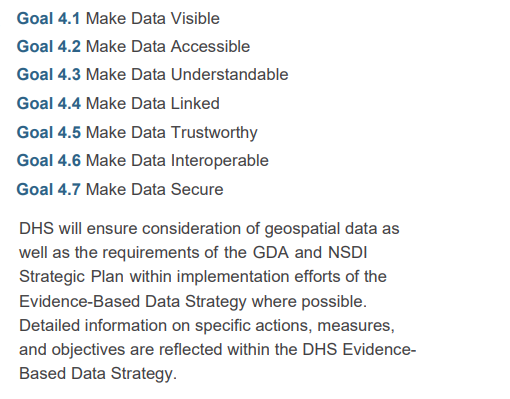 Goal 4.1 Make Data Visible
Goal 4.2 Make Data Accessible
Goal 4.3 Make Data Understandable
Goal 4.4 Make Data Linked
Goal 4.5 Make Data Trustworthy
Goal 4.6 Make Data Interoperable
Goal 4.7 Make Data Secure
DHS will ensure consideration of geospatial data as
well as the requirements of the GDA and NSDI
Strategic Plan within implementation efforts of the
Evidence-Based Data Strategy where possible.
Detailed information on specific actions, measures,
and objectives are reflected within the DHS Evidence-
Based Data Strategy.